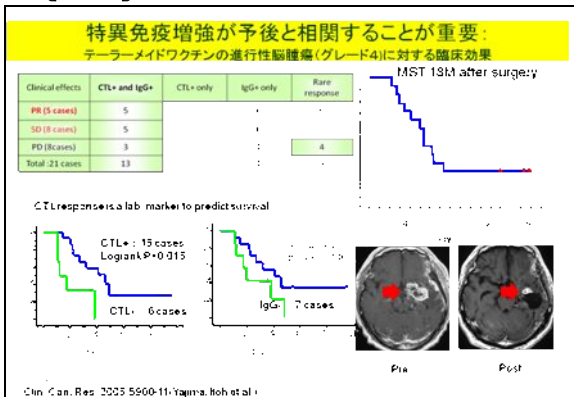 特異免疫増強が予後と相関することが重要:
テーラーメイドワクチンの進行性脳腫瘍(グレード4)に対する臨床効果
Clinical effects CTL+ and IgG+ CTL+ only IgG+ only Rare response
PR (5 cases) 5
SD (8 cases) 5
PD (8cases) 3 4
Total :21 cases 13
MST 13M after surgery
CTL response is a lab-marker to predict survival
CTL+ : 15 cases
Logrank P=0.015
CTL- 6 cases
IgG- 7 cases
Pre
Post
Clin. Can. Res. 2005